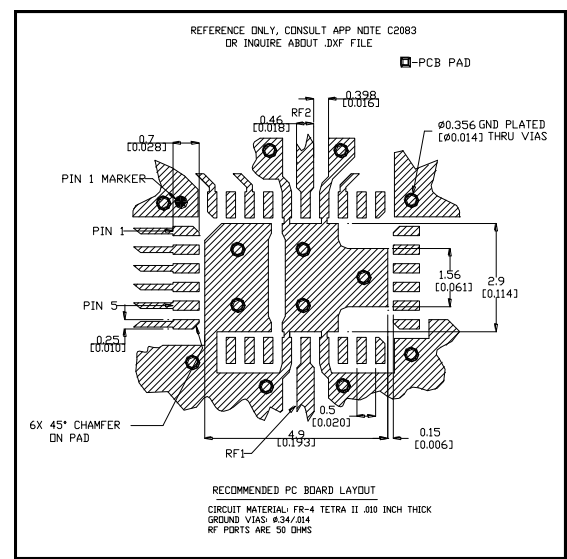 REFERENCE ONLY, CONSULT APP NOTE C2083
OR INQUIRE ABOUT .DXF FILE
-PCB PAD
0.398
[0.016]
RF2
0.46
[0.018]
0.7
[0.028]
Ø0.356 GND PLATED
[Ø0.014] THRU VIAS
PIN 1 MARKER
PIN 1
1.56
[0.061]
2.9
[0.114]
PIN 5
0.25
[0.010]
6X 45° CHAMFER
ON PAD
0.5
[0.020]
4.9
[0.193]
0.15
[0.006]
RF1
RECOMMENDED PC BOARD LAYOUT
CIRCUIT MATERIAL: FR-4 TETRA II .010 INCH THICK
GROUND VIAS: Ø.34/.014
RF PORTS ARE 50 OHMS